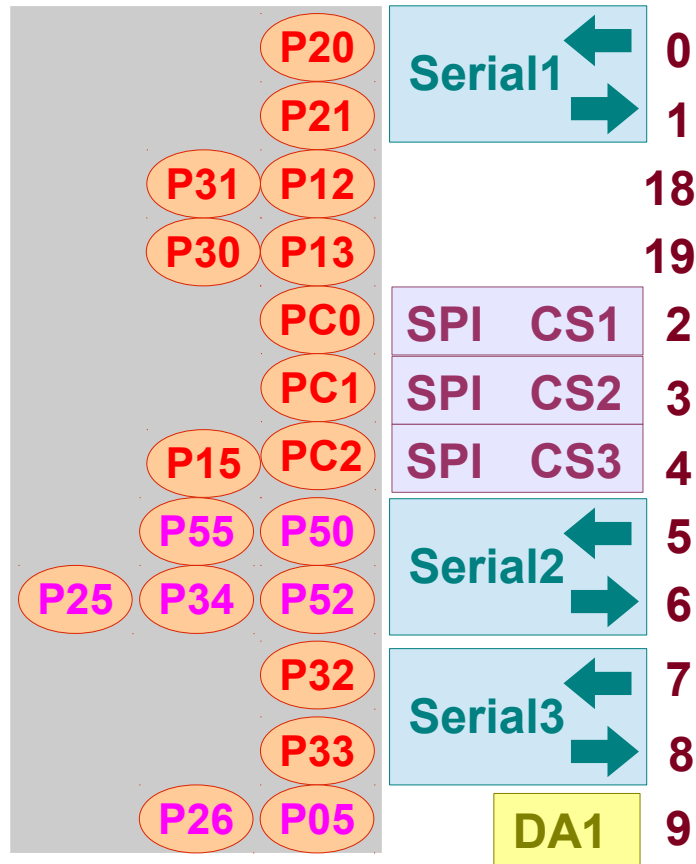 P20 Serial1 0
P21 1
P31 P12 18
P30 P13 19
PC0 SPI CS1 2
PC1 SPI CS2 3
P15 PC2 SPI CS3 4
P55 P50 Serial2 5
P25 P34 P52 6
P32 Serial3 7
P33 8
P26 P05 DA1 9